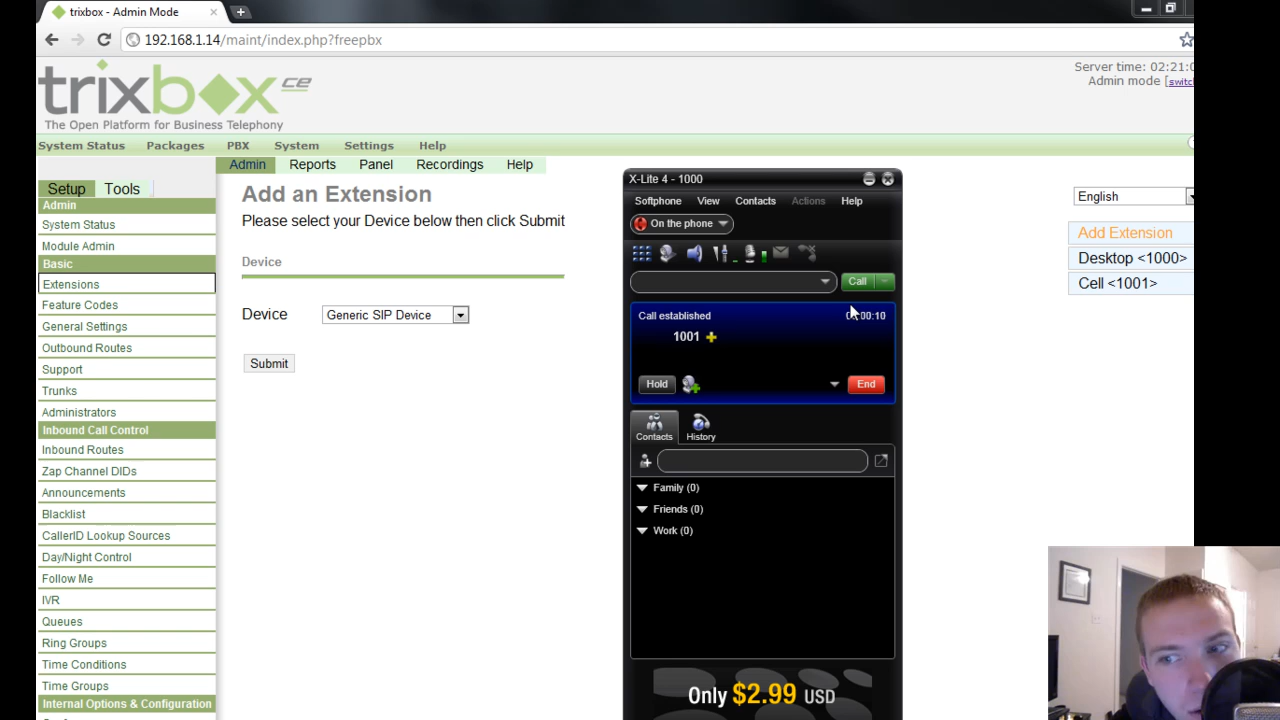 trixbox - Admin Mode
192.168.1.14/maint/index.php?freepbx
trixbox ce
The Open Platform for Business Telephony
Server time: 02:21:0
Admin mode [switc
System Status Packages PBX System Settings Help
Admin Reports Panel Recordings Help
Setup Tools
Admin
System Status
Module Admin
Basic
Extensions
Feature Codes
General Settings
Outbound Routes
Support
Trunks
Administrators
Inbound Call Control
Inbound Routes
Zap Channel DIDs
Announcements
Blacklist
CallerID Lookup Sources
Day/Night Control
Follow Me
IVR
Queues
Ring Groups
Time Conditions
Time Groups
Internal Options & Configuration
Add an Extension
Please select your Device below then click Submit
Device
Device Generic SIP Device
Submit
X-Lite 4 - 1000
Softphone View Contacts Actions Help
On the phone
Call
Call established :00:10
1001
Hold End
Contacts History
Family (0)
Friends (0)
Work (0)
Only $2.99 USD
English
Add Extension
Desktop <1000>
Cell <1001>